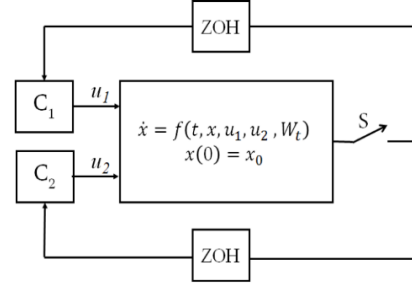 ZOH
C₁
u₁
ẋ = f(t, x, u₁, u₂ , Wₜ)
x(0) = x₀
S
C₂
u₂
ZOH